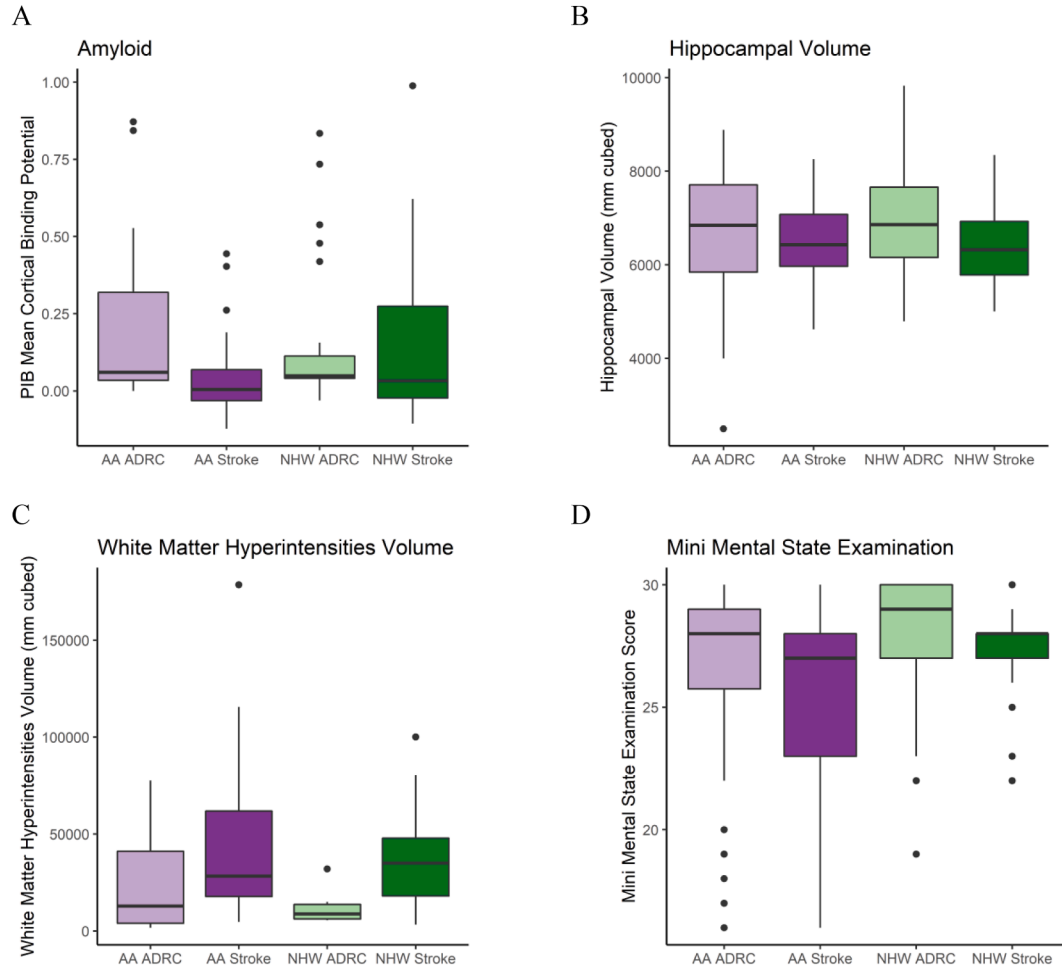 A
Amyloid
PIB Mean Cortical Binding Potential
1.00
0.75
0.50
0.25
0.00
AA ADRC AA Stroke NHW ADRC NHW Stroke
B
Hippocampal Volume
Hippocampal Volume (mm cubed)
10000
8000
6000
4000
AA ADRC AA Stroke NHW ADRC NHW Stroke
C
White Matter Hyperintensities Volume
White Matter Hyperintensities Volume (mm cubed)
150000
100000
50000
0
AA ADRC AA Stroke NHW ADRC NHW Stroke
D
Mini Mental State Examination
Mini Mental State Examination Score
30
25
20
AA ADRC AA Stroke NHW ADRC NHW Stroke